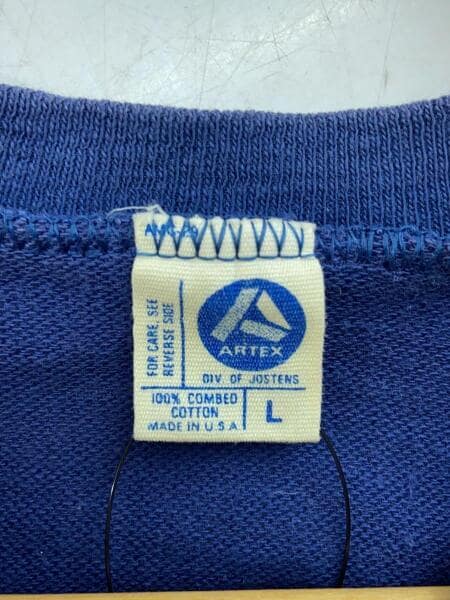 FOR CARE, SEE
REVERSE SIDE
ARTEX
DIV. OF JOSTENS
100% COMBED
COTTON
MADE IN U.S.A.
L